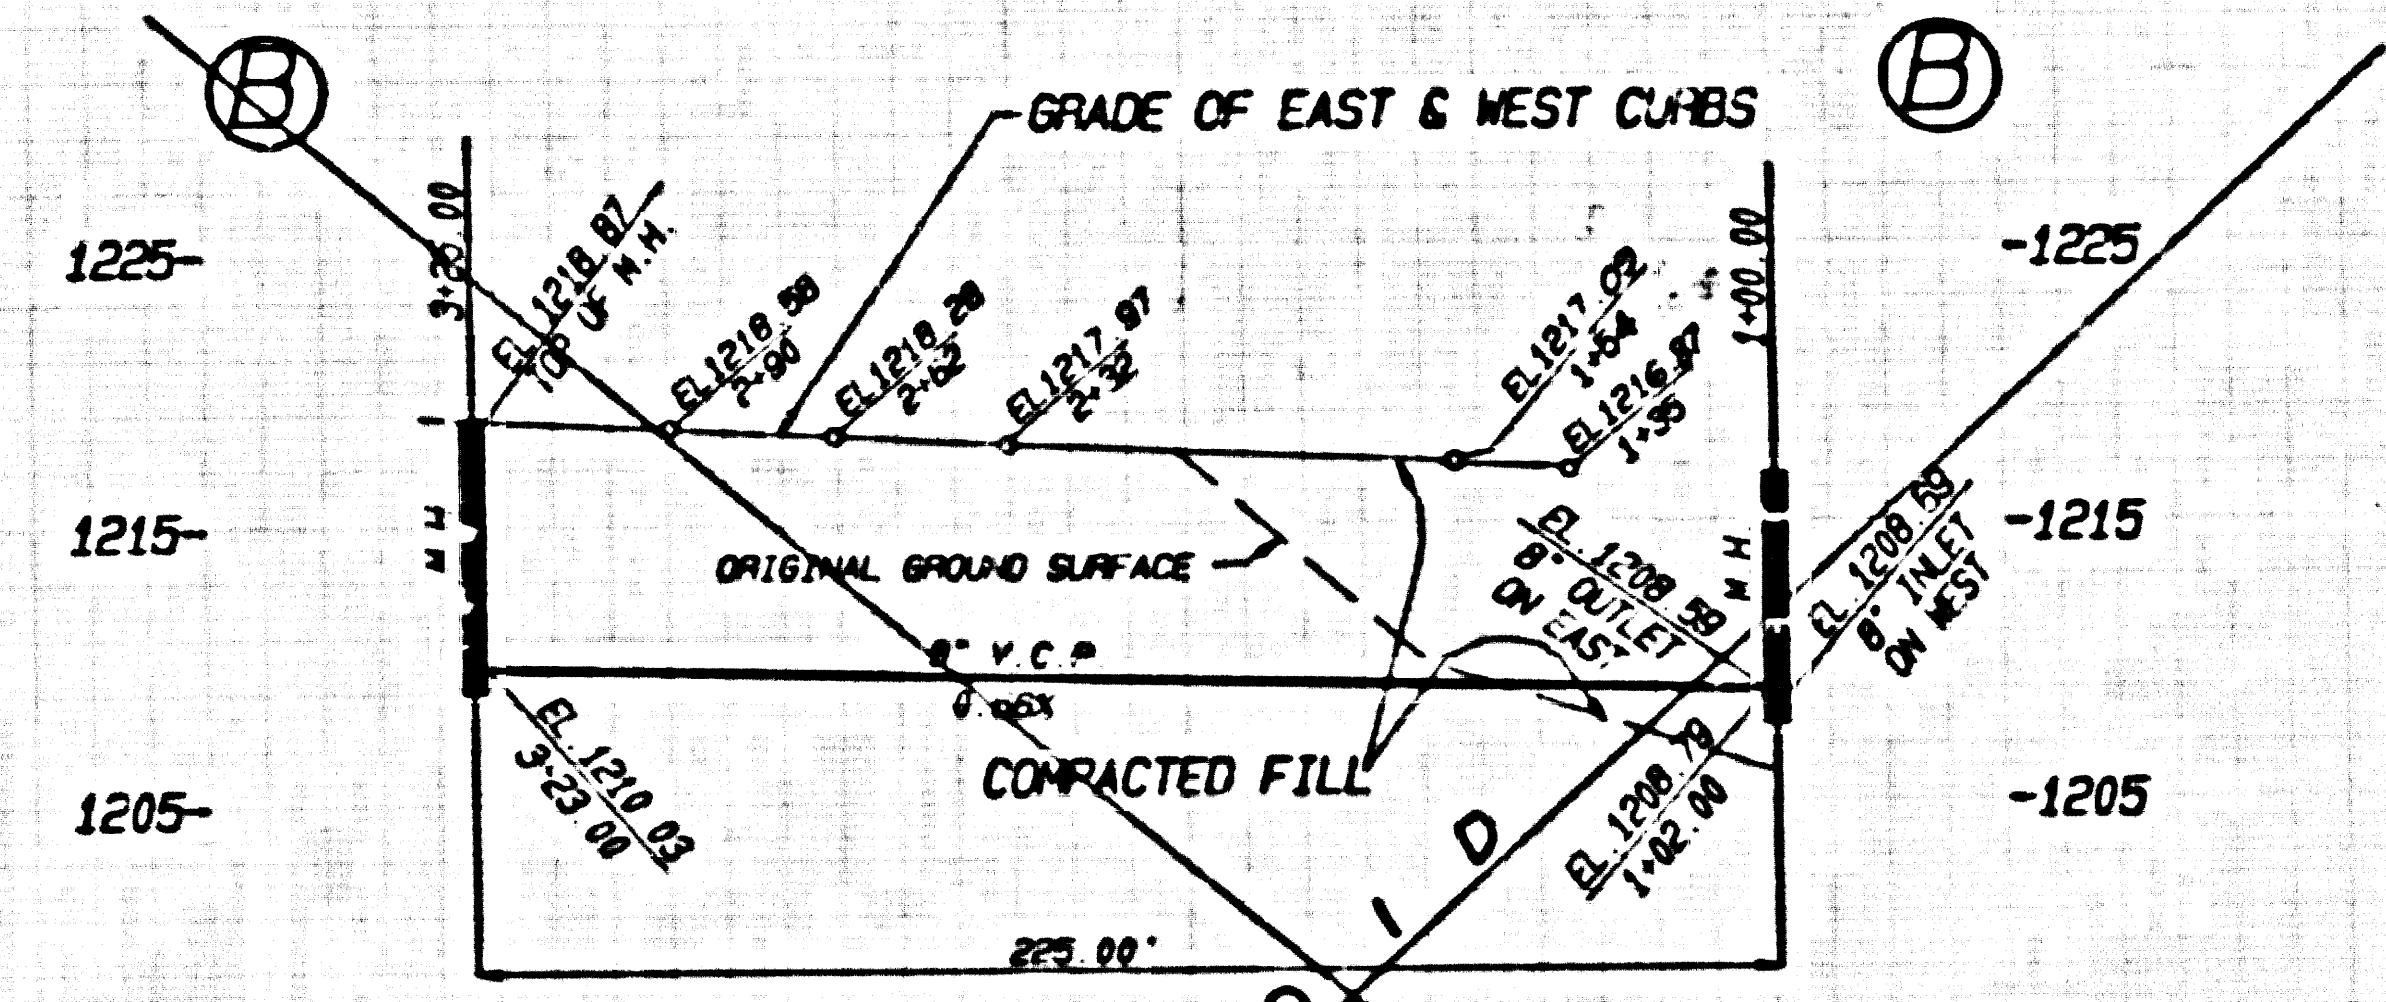 B
B
GRADE OF EAST & WEST CURBS
3+25.00
1+00.00
EL 1218.87
TOP OF M.H.
EL 1218.58
2+90
EL 1218.28
2+62
EL 1217.97
2+32
EL 1217.02
1+64
EL 1216.87
1+35
1225-
-1225
1215-
-1215
1205-
-1205
M H
M H
ORIGINAL GROUND SURFACE
EL. 1208.59
8" OUTLET
ON EAST
EL. 1208.69
8" INLET
ON WEST
8" V.C.P.
COMPACTED FILL
EL. 1210.03
3+23.00
EL. 1208.79
1+02.00
225.00'
I D